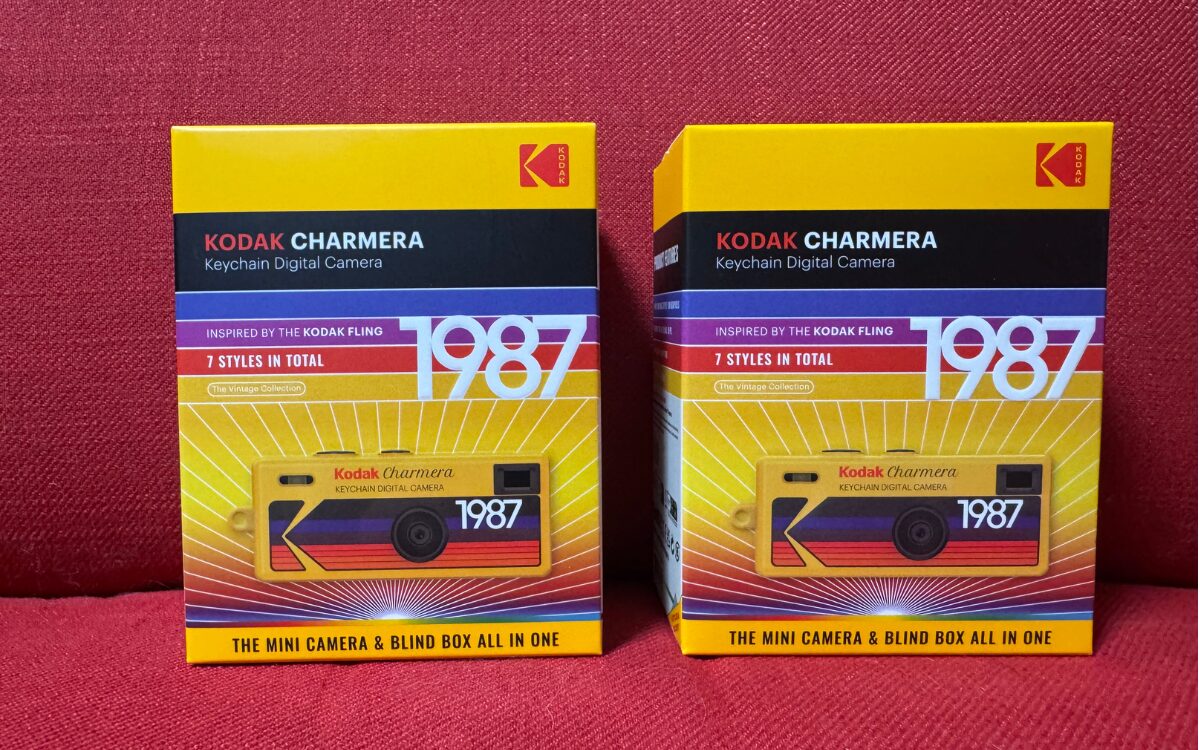 KODAK
KODAK CHARMERA
Keychain Digital Camera
INSPIRED BY THE KODAK FLING
1987
7 STYLES IN TOTAL
The Vintage Collection
Kodak Charmera
KEYCHAIN DIGITAL CAMERA
1987
THE MINI CAMERA & BLIND BOX ALL IN ONE
KODAK
KODAK CHARMERA
Keychain Digital Camera
INSPIRED BY THE KODAK FLING
1987
7 STYLES IN TOTAL
The Vintage Collection
Kodak Charmera
KEYCHAIN DIGITAL CAMERA
1987
THE MINI CAMERA & BLIND BOX ALL IN ONE